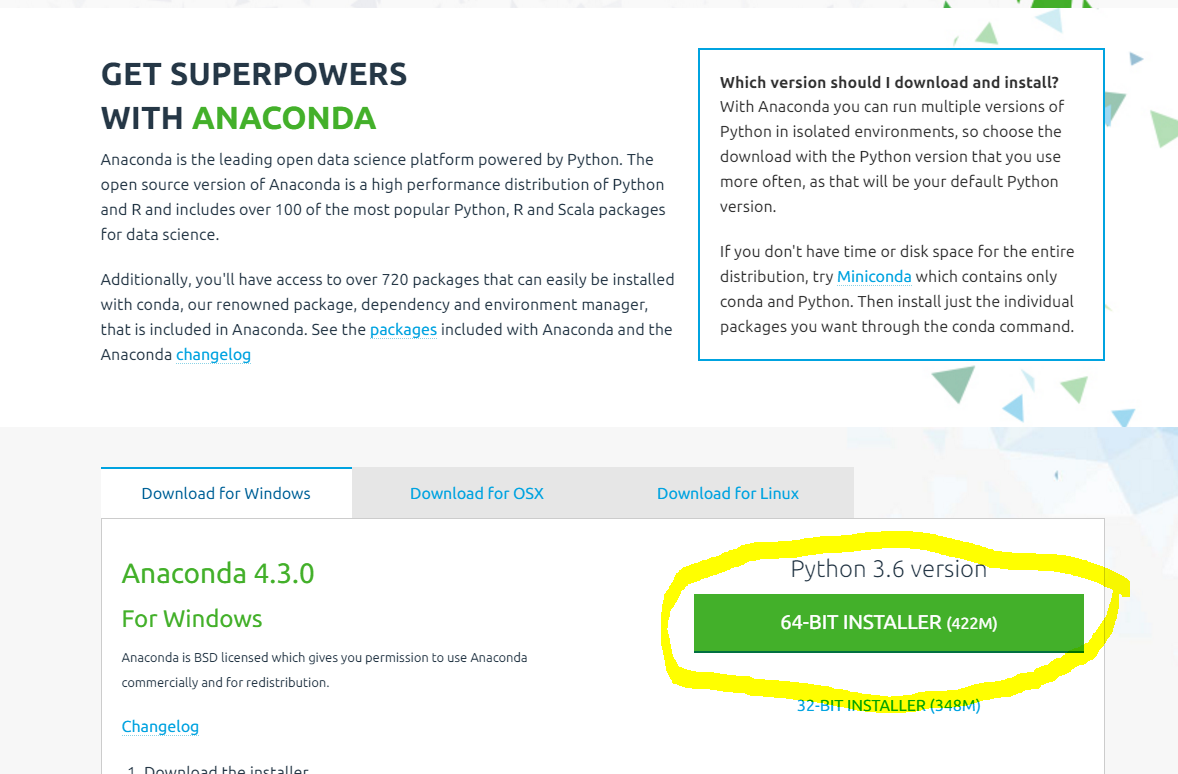 GET SUPERPOWERS
WITH ANACONDA
Anaconda is the leading open data science platform powered by Python. The
open source version of Anaconda is a high performance distribution of Python
and R and includes over 100 of the most popular Python, R and Scala packages
for data science.
Additionally, you'll have access to over 720 packages that can easily be installed
with conda, our renowned package, dependency and environment manager,
that is included in Anaconda. See the packages included with Anaconda and the
Anaconda changelog
Which version should I download and install?
With Anaconda you can run multiple versions of
Python in isolated environments, so choose the
download with the Python version that you use
more often, as that will be your default Python
version.
If you don't have time or disk space for the entire
distribution, try Miniconda which contains only
conda and Python. Then install just the individual
packages you want through the conda command.
Download for Windows
Download for OSX
Download for Linux
Anaconda 4.3.0
For Windows
Anaconda is BSD licensed which gives you permission to use Anaconda
commercially and for redistribution.
Changelog
1. Download the installer
Python 3.6 version
64-BIT INSTALLER (422M)
32-BIT INSTALLER (348M)